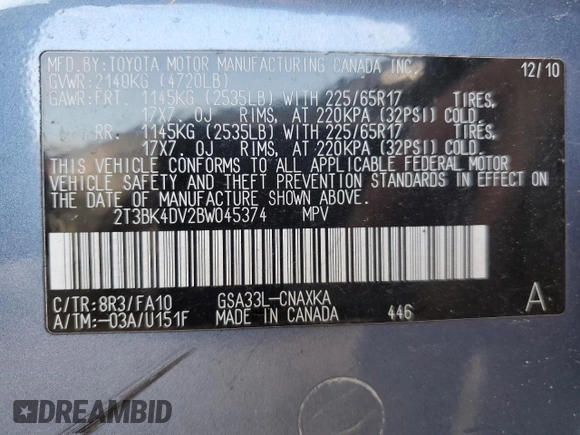 MFD.BY:TOYOTA MOTOR MANUFACTURING CANADA INC. 12/10
GVWR:2140KG (4720LB)
GAWR:FRT. 1145KG (2535LB) WITH 225/65R17 TIRES,
17X7.0J RIMS, AT 220KPA (32PSI) COLD.
RR. 1145KG (2535LB) WITH 225/65R17 TIRES,
17X7.0J RIMS, AT 220KPA (32PSI) COLD.
THIS VEHICLE CONFORMS TO ALL APPLICABLE FEDERAL MOTOR
VEHICLE SAFETY AND THEFT PREVENTION STANDARDS IN EFFECT ON
THE DATE OF MANUFACTURE SHOWN ABOVE.
2T3BK4DV2BW045374 MPV
C/TR:8R3/FA10 GSA33L-CNAXKA A
A/TM:-03A/U151F MADE IN CANADA 446
DREAMBID